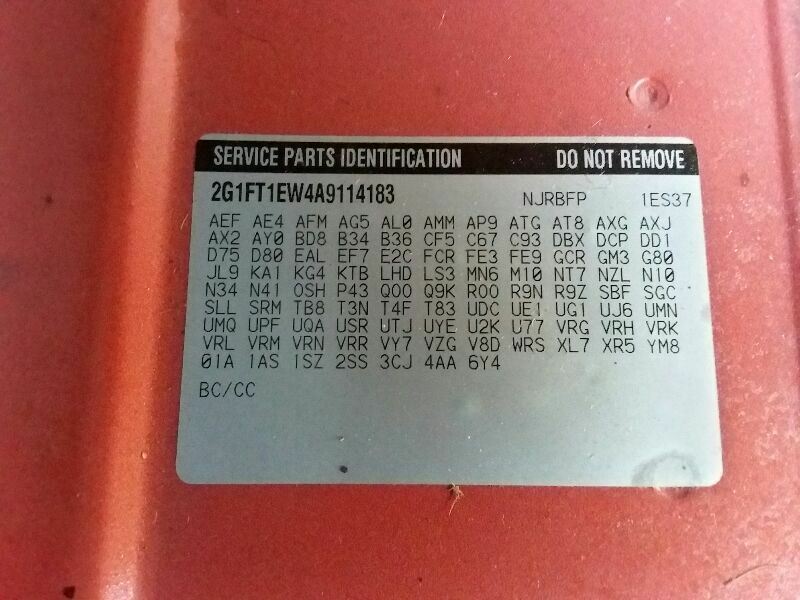 SERVICE PARTS IDENTIFICATION DO NOT REMOVE
2G1FT1EW4A9114183 NJRBFP 1ES37
AEF AE4 AFM AG5 AL0 AMM AP9 ATG AT8 AXG AXJ
AX2 AY0 BD8 B34 B36 CF5 C67 C93 DBX DCP DD1
D75 D80 EAL EF7 E2C FCR FE3 FE9 GCR GM3 G80
JL9 KA1 KG4 KTB LHD LS3 MN6 M10 NT7 NZL N10
N34 N41 OSH P43 Q00 Q9K R00 R9N R9Z SBF SGC
SLL SRM TB8 T3N T4F T83 UDC UE1 UG1 UJ6 UMN
UMQ UPF UQA USR UTJ UYE U2K U77 VRG VRH VRK
VRL VRM VRN VRR VY7 VZG V8D WRS XL7 XR5 YM8
01A 1AS 1SZ 2SS 3CJ 4AA 6Y4
BC/CC